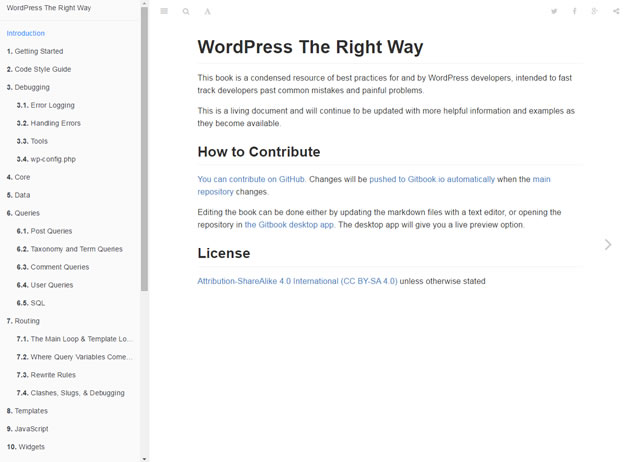 WordPress The Right Way
Introduction
1. Getting Started
2. Code Style Guide
3. Debugging
3.1. Error Logging
3.2. Handling Errors
3.3. Tools
3.4. wp-config.php
4. Core
5. Data
6. Queries
6.1. Post Queries
6.2. Taxonomy and Term Queries
6.3. Comment Queries
6.4. User Queries
6.5. SQL
7. Routing
7.1. The Main Loop & Template Lo...
7.2. Where Query Variables Come...
7.3. Rewrite Rules
7.4. Clashes, Slugs, & Debugging
8. Templates
9. JavaScript
10. Widgets
A
WordPress The Right Way
This book is a condensed resource of best practices for and by WordPress developers, intended to fast
track developers past common mistakes and painful problems.
This is a living document and will continue to be updated with more helpful information and examples as
they become available.
How to Contribute
You can contribute on GitHub. Changes will be pushed to Gitbook.io automatically when the main
repository changes.
Editing the book can be done either by updating the markdown files with a text editor, or opening the
repository in the Gitbook desktop app. The desktop app will give you a live preview option.
License
Attribution-ShareAlike 4.0 International (CC BY-SA 4.0) unless otherwise stated